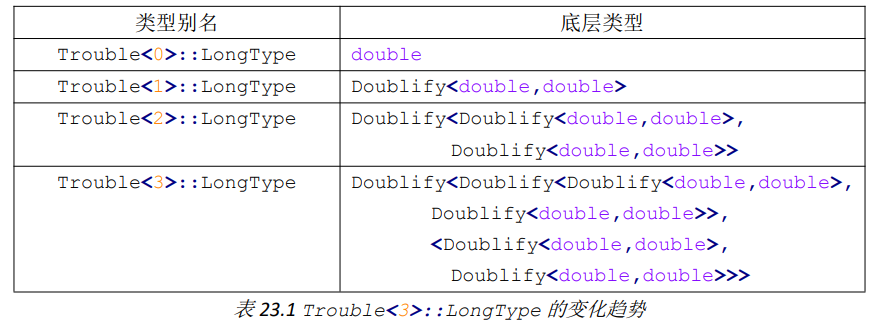 类型别名 底层类型
Trouble<0>::LongType double
Trouble<1>::LongType Doublify<double,double>
Trouble<2>::LongType Doublify<Doublify<double,double>,
Doublify<double,double>>
Trouble<3>::LongType Doublify<Doublify<Doublify<double,double>,
Doublify<double,double>>,
<Doublify<double,double>,
Doublify<double,double>>>
表 23.1 Trouble<3>::LongType 的变化趋势